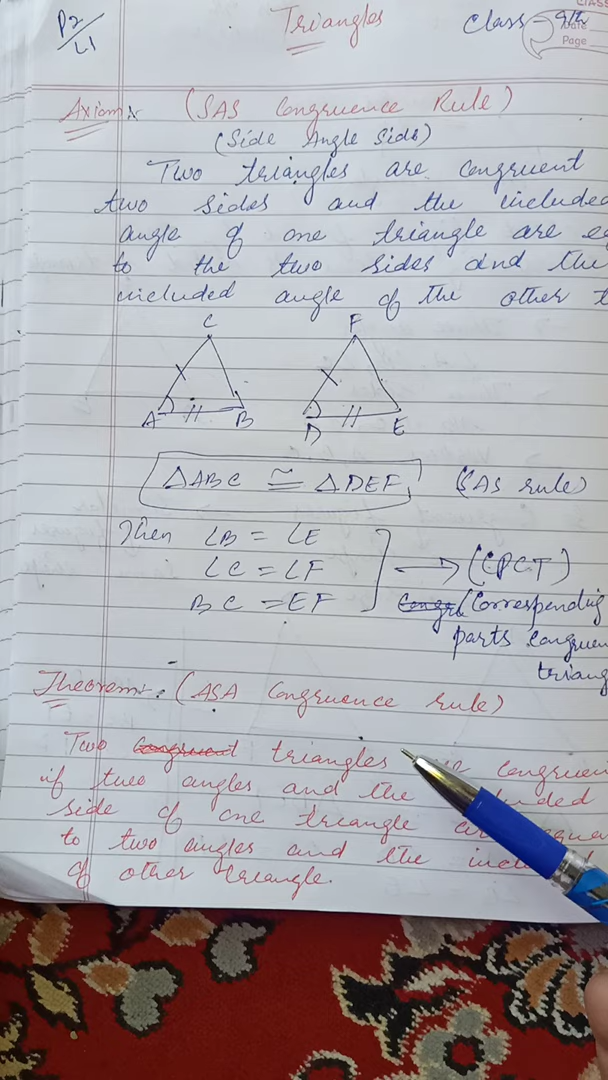 P2/L1
Triangles
Class - 9th
CLASS
Date
Page
Axiom:
(SAS Congruence Rule)
(Side Angle Side)
Two triangles are congruent
two sides and the included
angle of one triangle are
to the two sides and the
included angle of the other
C F
A B D E
△ABC ≅ △DEF (SAS rule)
Then ∠B = ∠E
∠C = ∠F → (CPCT)
BC = EF (Corresponding
parts congruen
triang
Theorem: (ASA Congruence rule)
Two triangles congruen
if two angles and the
side of one triangle
to two angles and the
of other triangle.